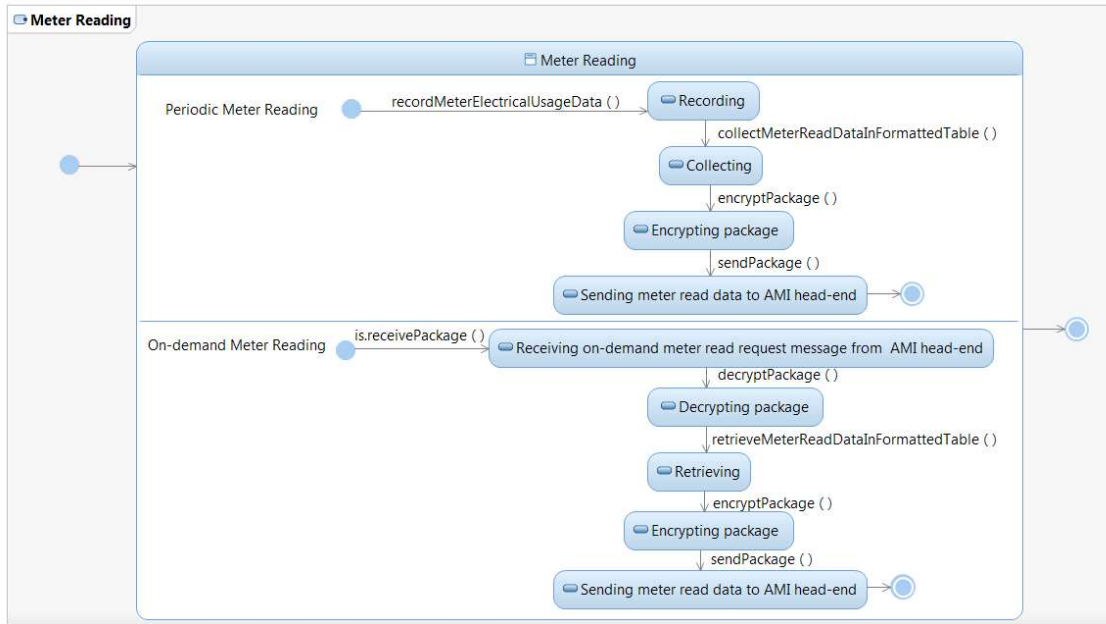 Meter Reading
Meter Reading
Periodic Meter Reading
recordMeterElectricalUsageData ( )
Recording
collectMeterReadDataInFormattedTable ( )
Collecting
encryptPackage ( )
Encrypting package
sendPackage ( )
Sending meter read data to AMI head-end
On-demand Meter Reading
is.receivePackage ( )
Receiving on-demand meter read request message from AMI head-end
decryptPackage ( )
Decrypting package
retrieveMeterReadDataInFormattedTable ( )
Retrieving
encryptPackage ( )
Encrypting package
sendPackage ( )
Sending meter read data to AMI head-end